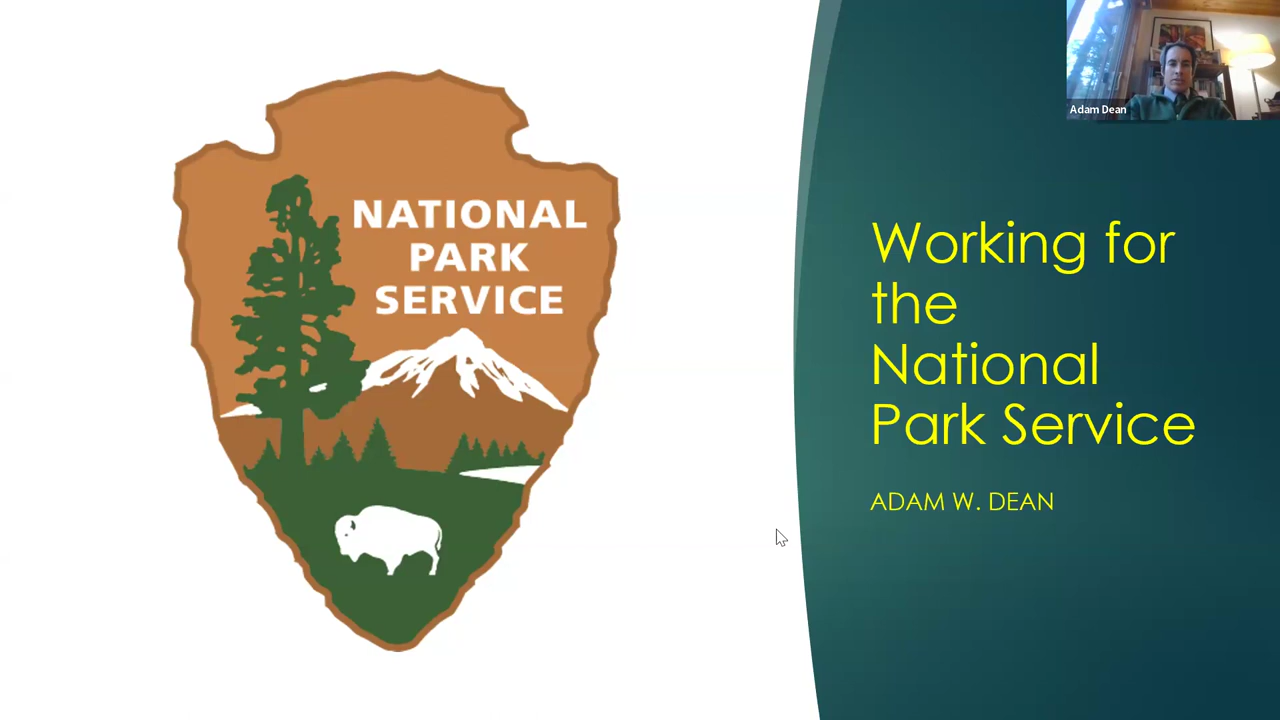 NATIONAL
PARK
SERVICE
Adam Dean
Working for
the
National
Park Service
ADAM W. DEAN